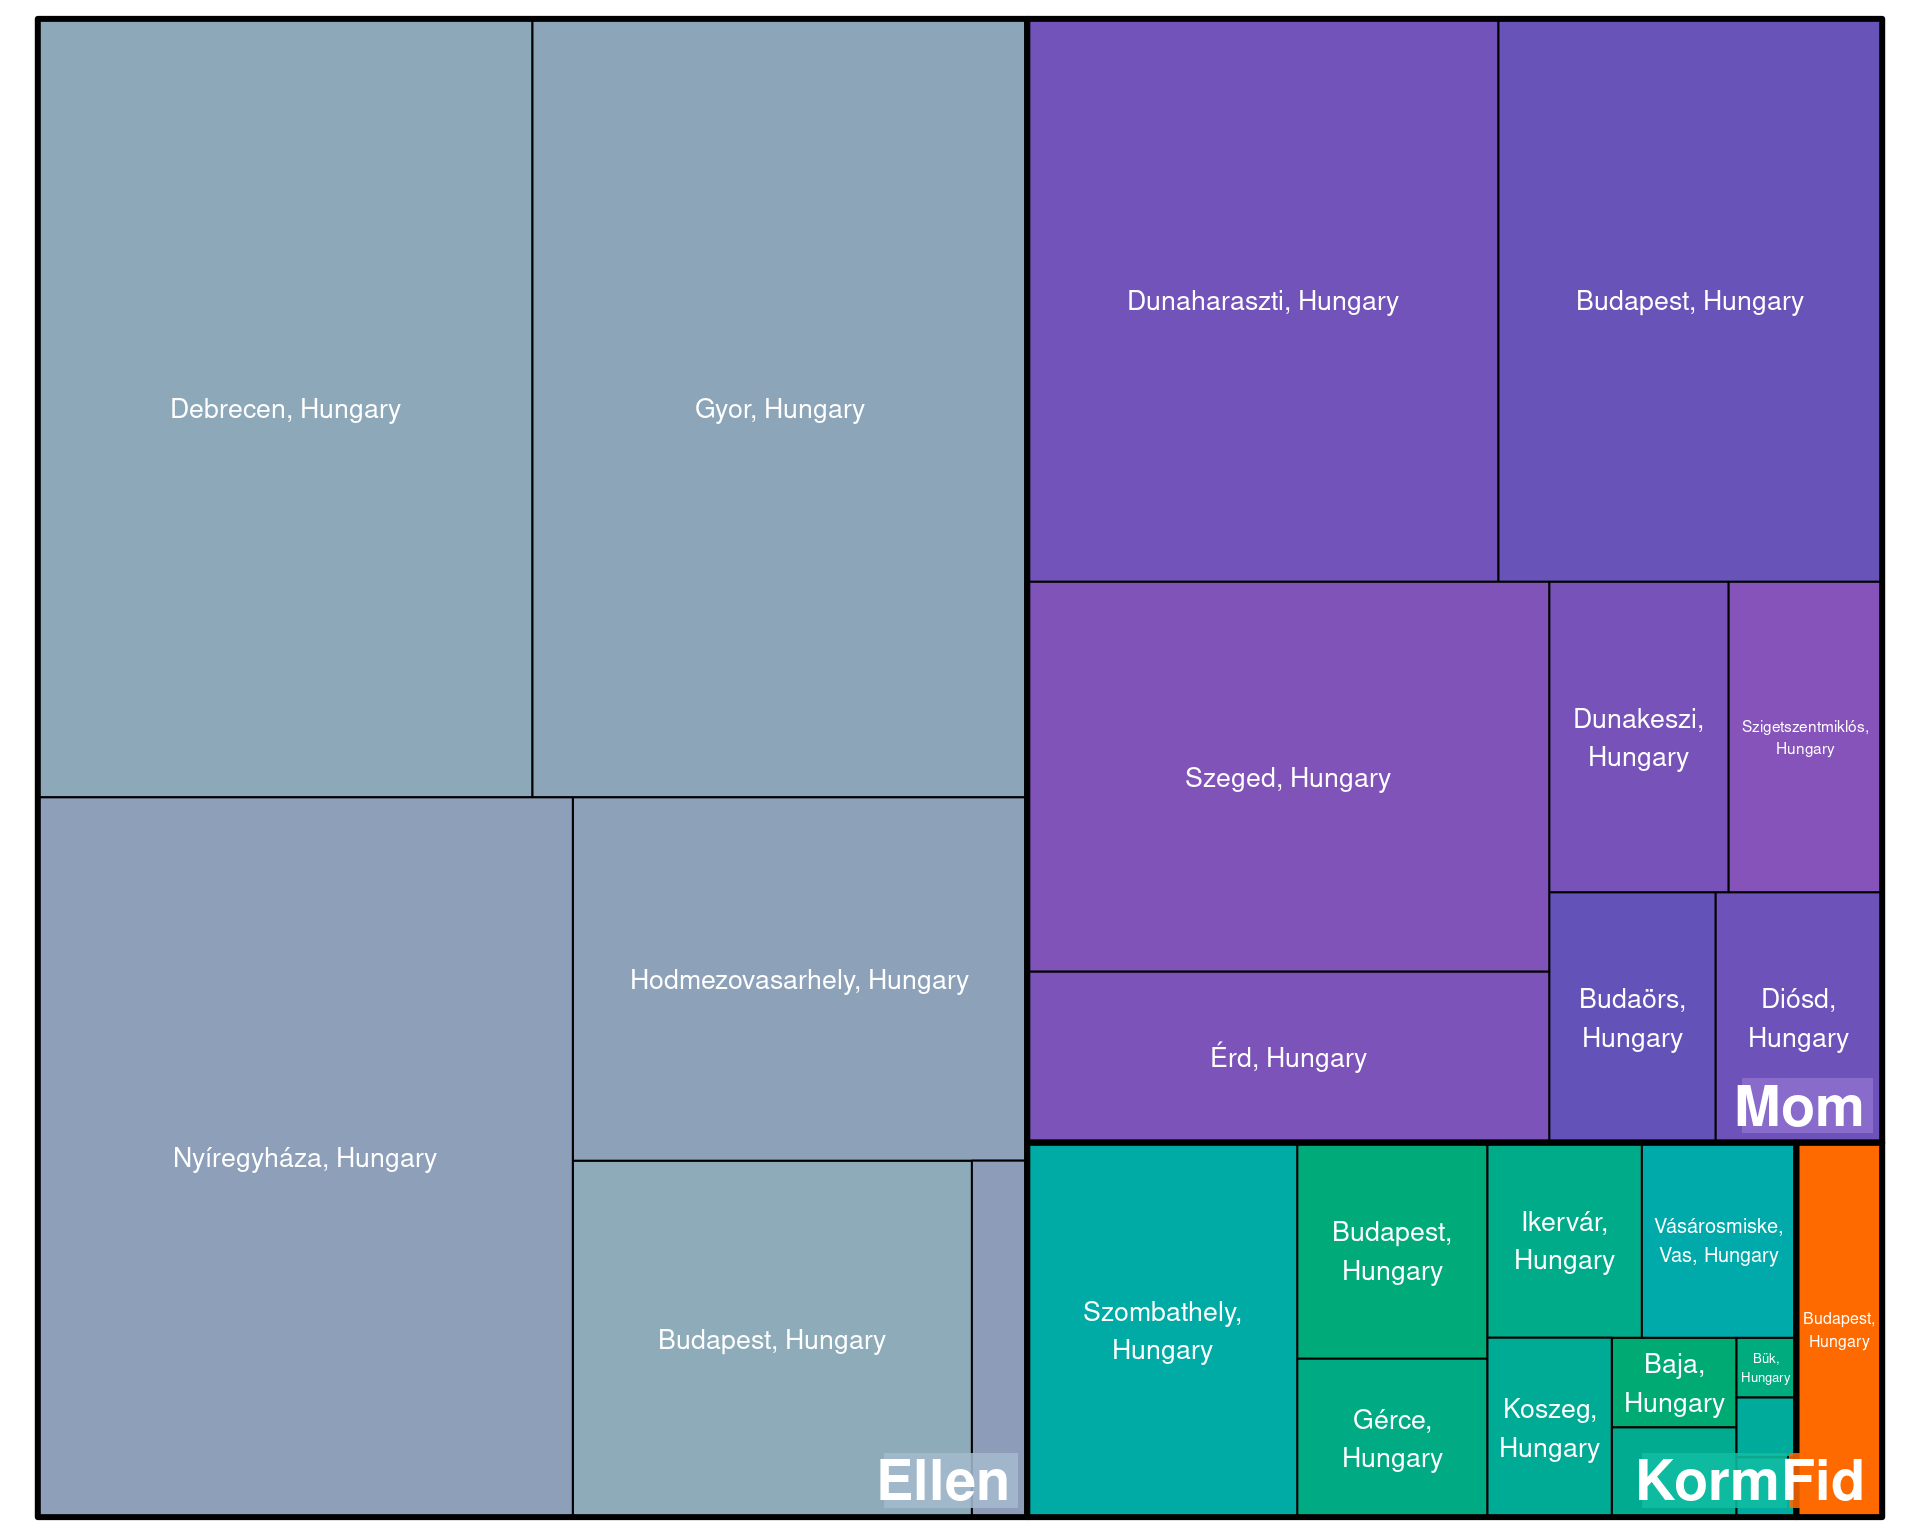 Debrecen, Hungary
Gyor, Hungary
Nyíregyháza, Hungary
Hodmezovasarhely, Hungary
Budapest, Hungary
Ellen
Dunaharaszti, Hungary
Budapest, Hungary
Szeged, Hungary
Dunakeszi,
Hungary
Szigetszentmiklós,
Hungary
Érd, Hungary
Budaörs,
Hungary
Diósd,
Hungary
Mom
Szombathely,
Hungary
Budapest,
Hungary
Gérce,
Hungary
Ikervár,
Hungary
Vásárosmiske,
Vas, Hungary
Koszeg,
Hungary
Baja,
Hungary
Bük,
Hungary
Budapest,
Hungary
KormFid